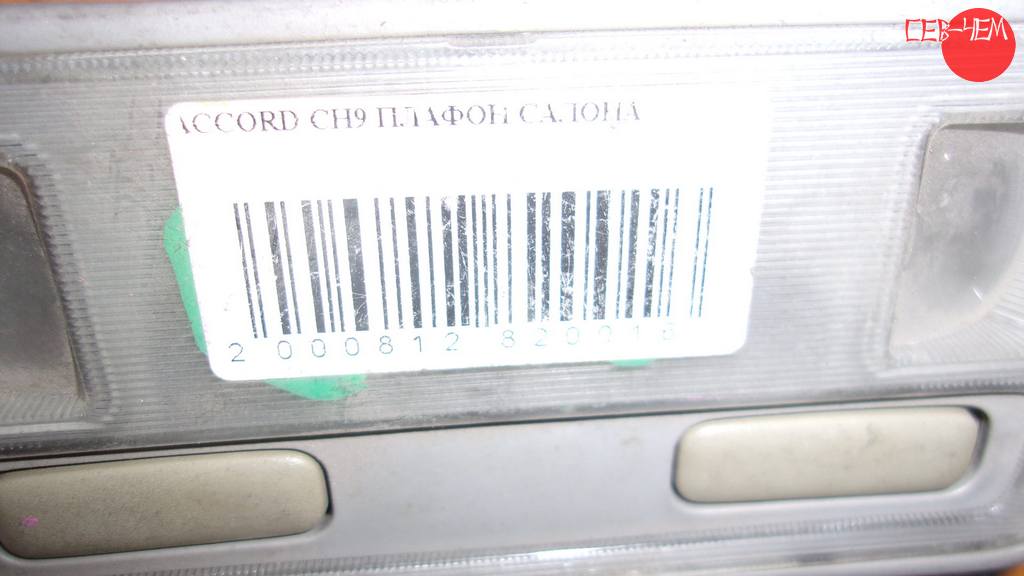 СЕВ-ЧЕМ
ACCORD CH9 ПЛАФОН САЛОНА
2 000812 820018